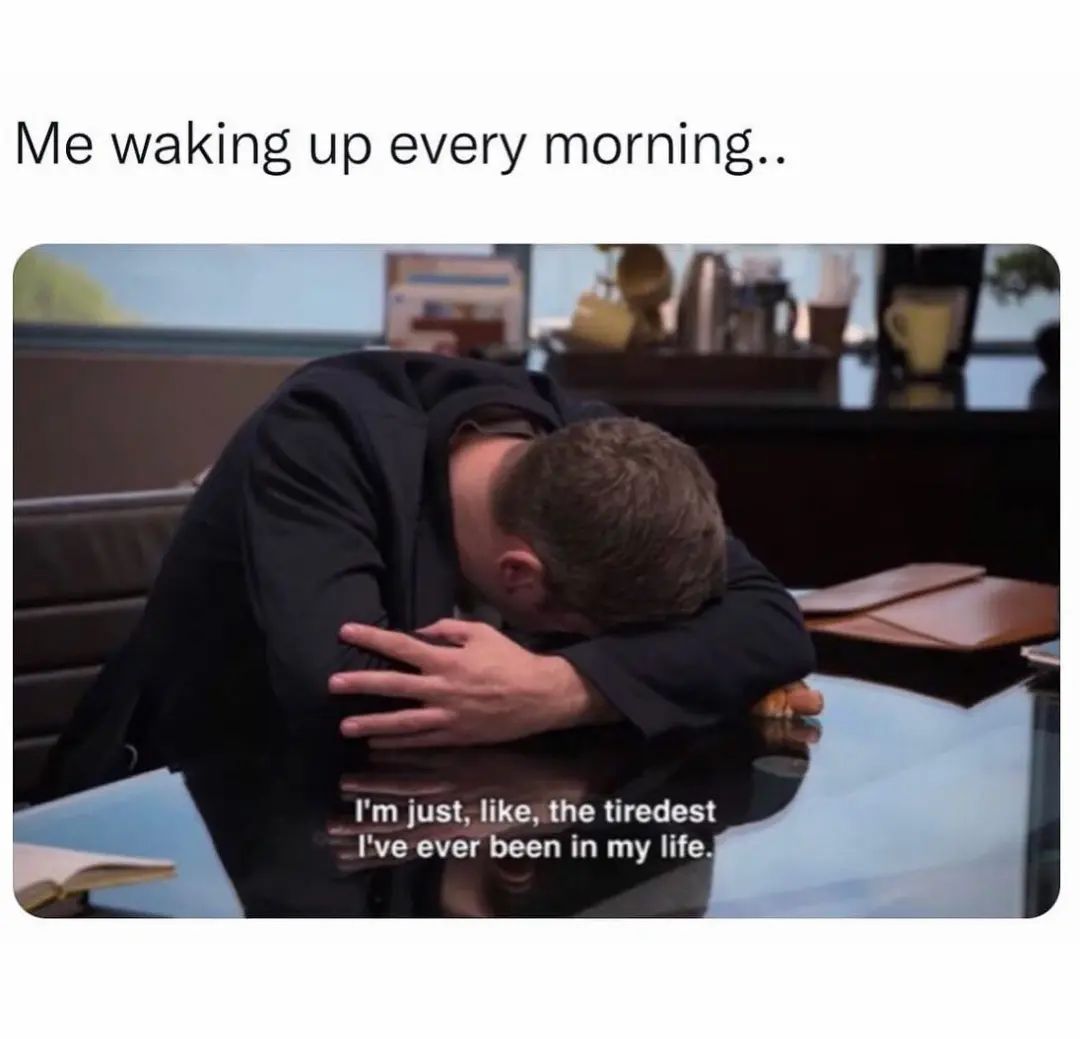 Me waking up every morning..
I'm just, like, the tiredest
I've ever been in my life.